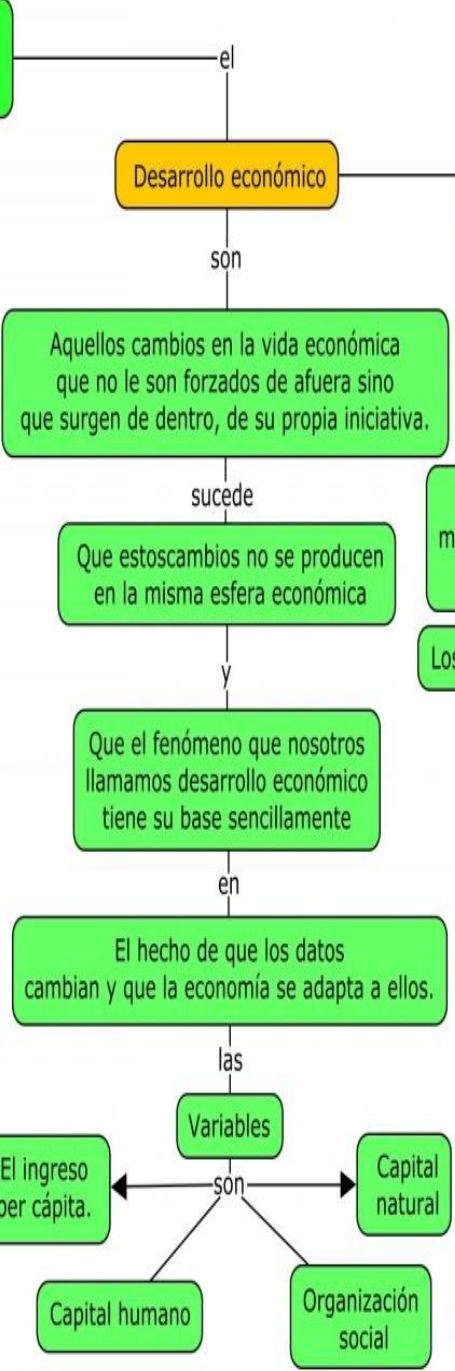 el
Desarrollo económico
son
Aquellos cambios en la vida económica
que no le son forzados de afuera sino
que surgen de dentro, de su propia iniciativa.
sucede
Que estoscambios no se producen
en la misma esfera económica
m
Los
y
Que el fenómeno que nosotros
llamamos desarrollo económico
tiene su base sencillamente
en
El hecho de que los datos
cambian y que la economía se adapta a ellos.
las
Variables
son
El ingreso
per cápita.
Capital
natural
Capital humano
Organización
social